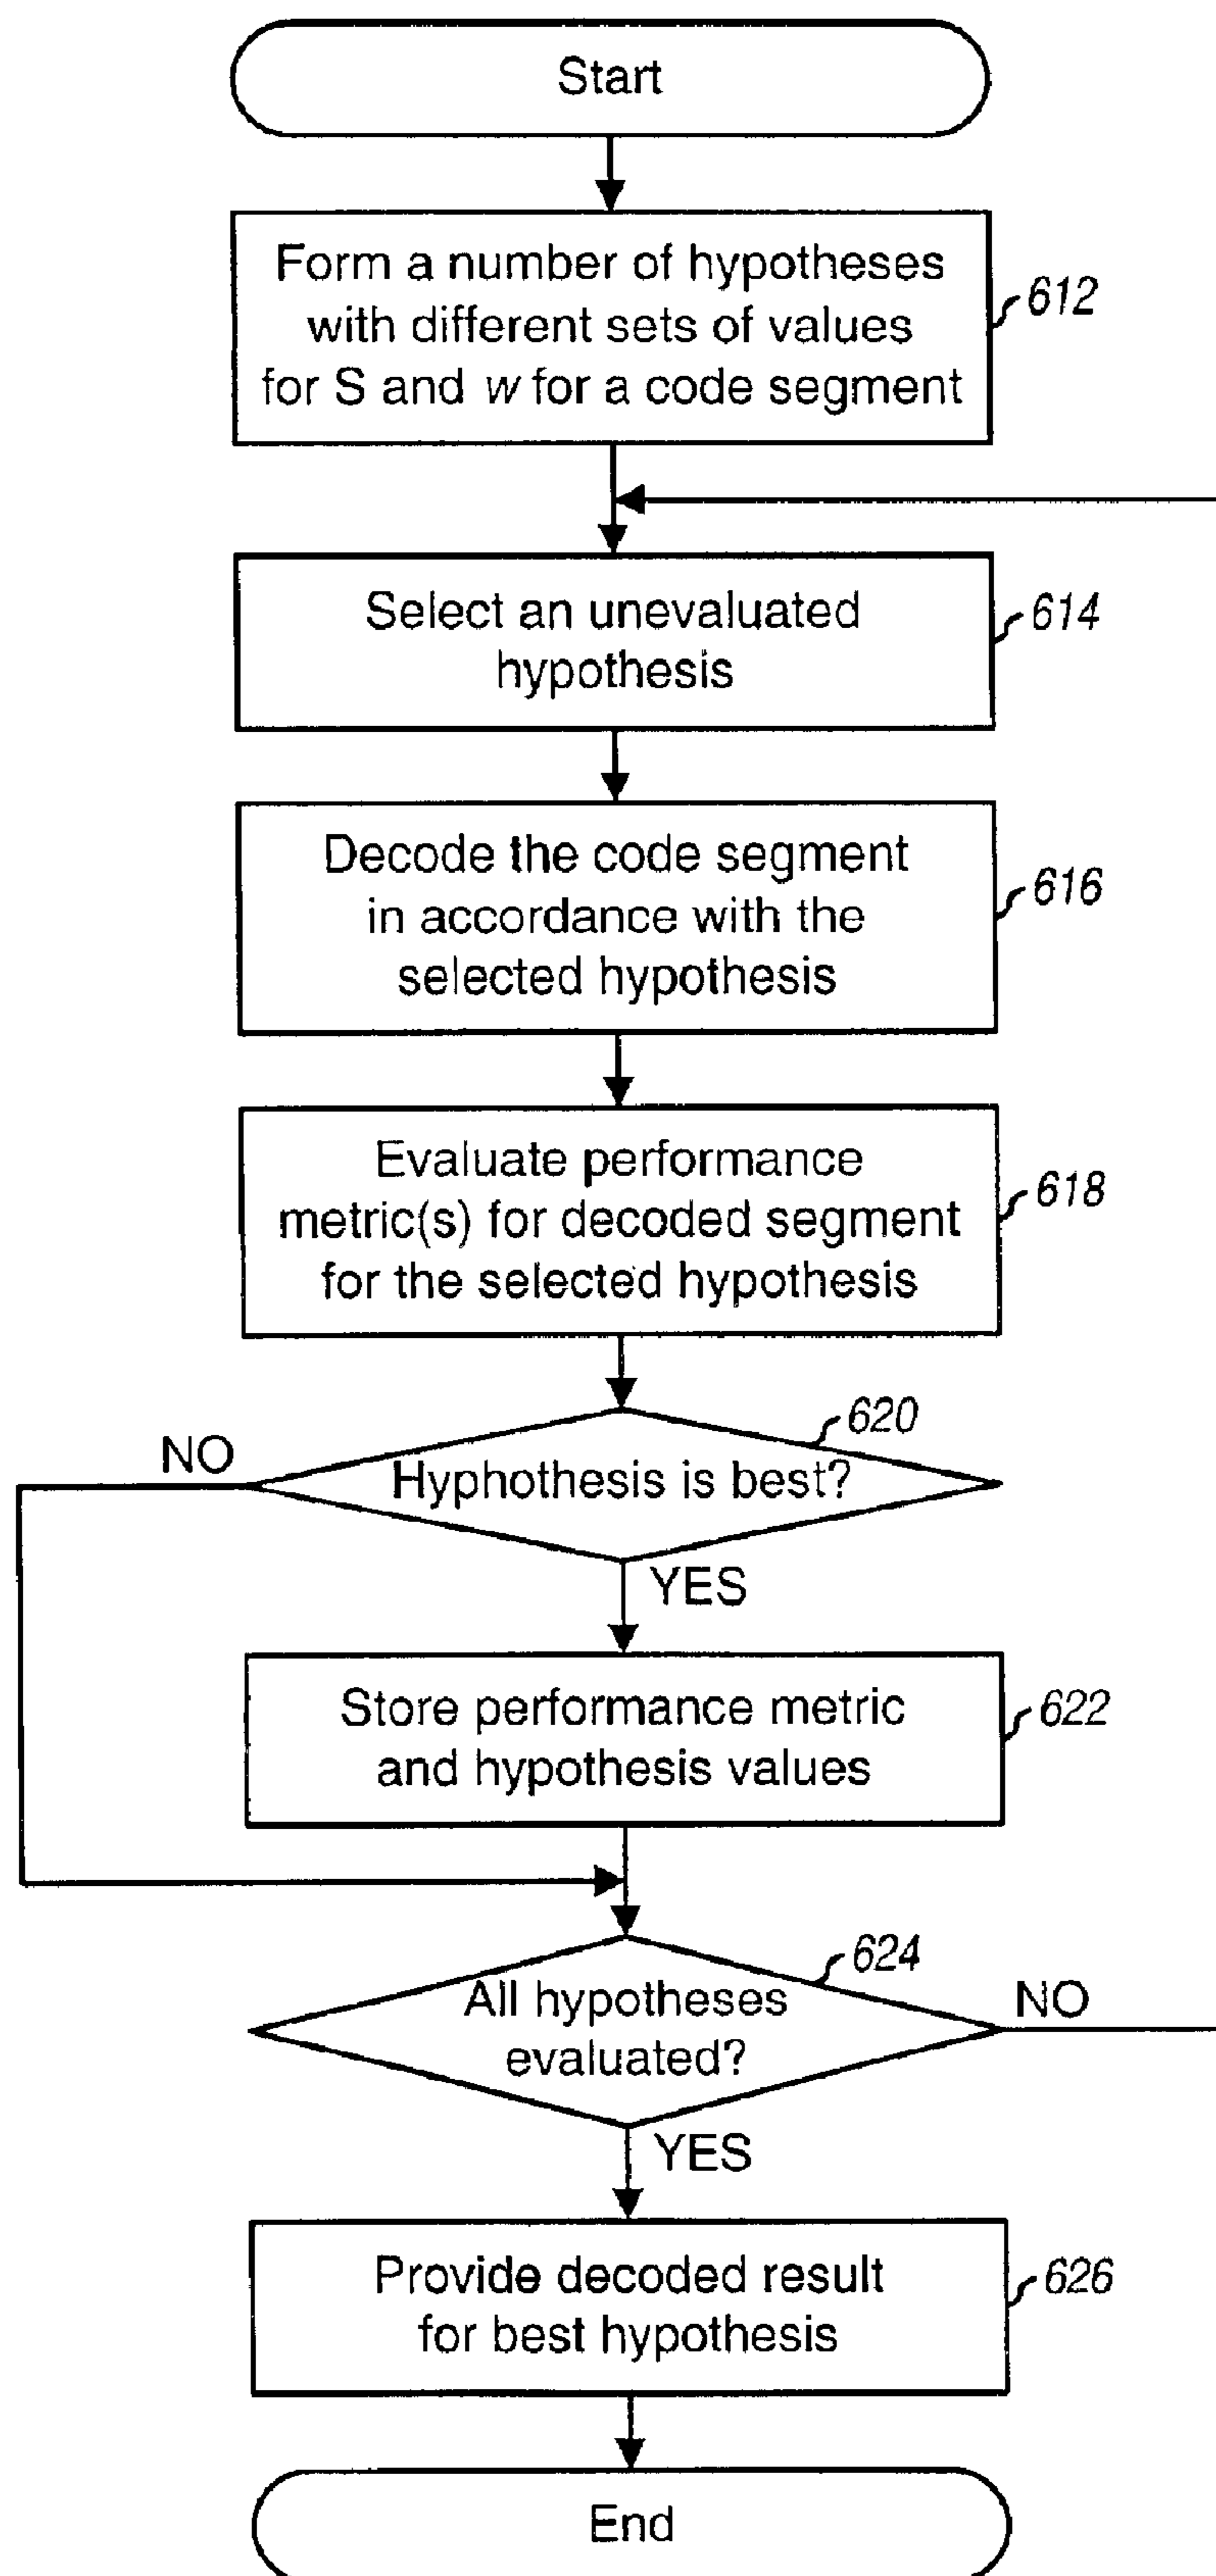 Start
Form a number of hypotheses
with different sets of values
for S and w for a code segment
612
Select an unevaluated
hypothesis
614
Decode the code segment
in accordance with the
selected hypothesis
616
Evaluate performance
metric(s) for decoded segment
for the selected hypothesis
618
620
NO
Hyphothesis is best?
YES
Store performance metric
and hypothesis values
622
624
All hypotheses
evaluated?
NO
YES
Provide decoded result
for best hypothesis
626
End